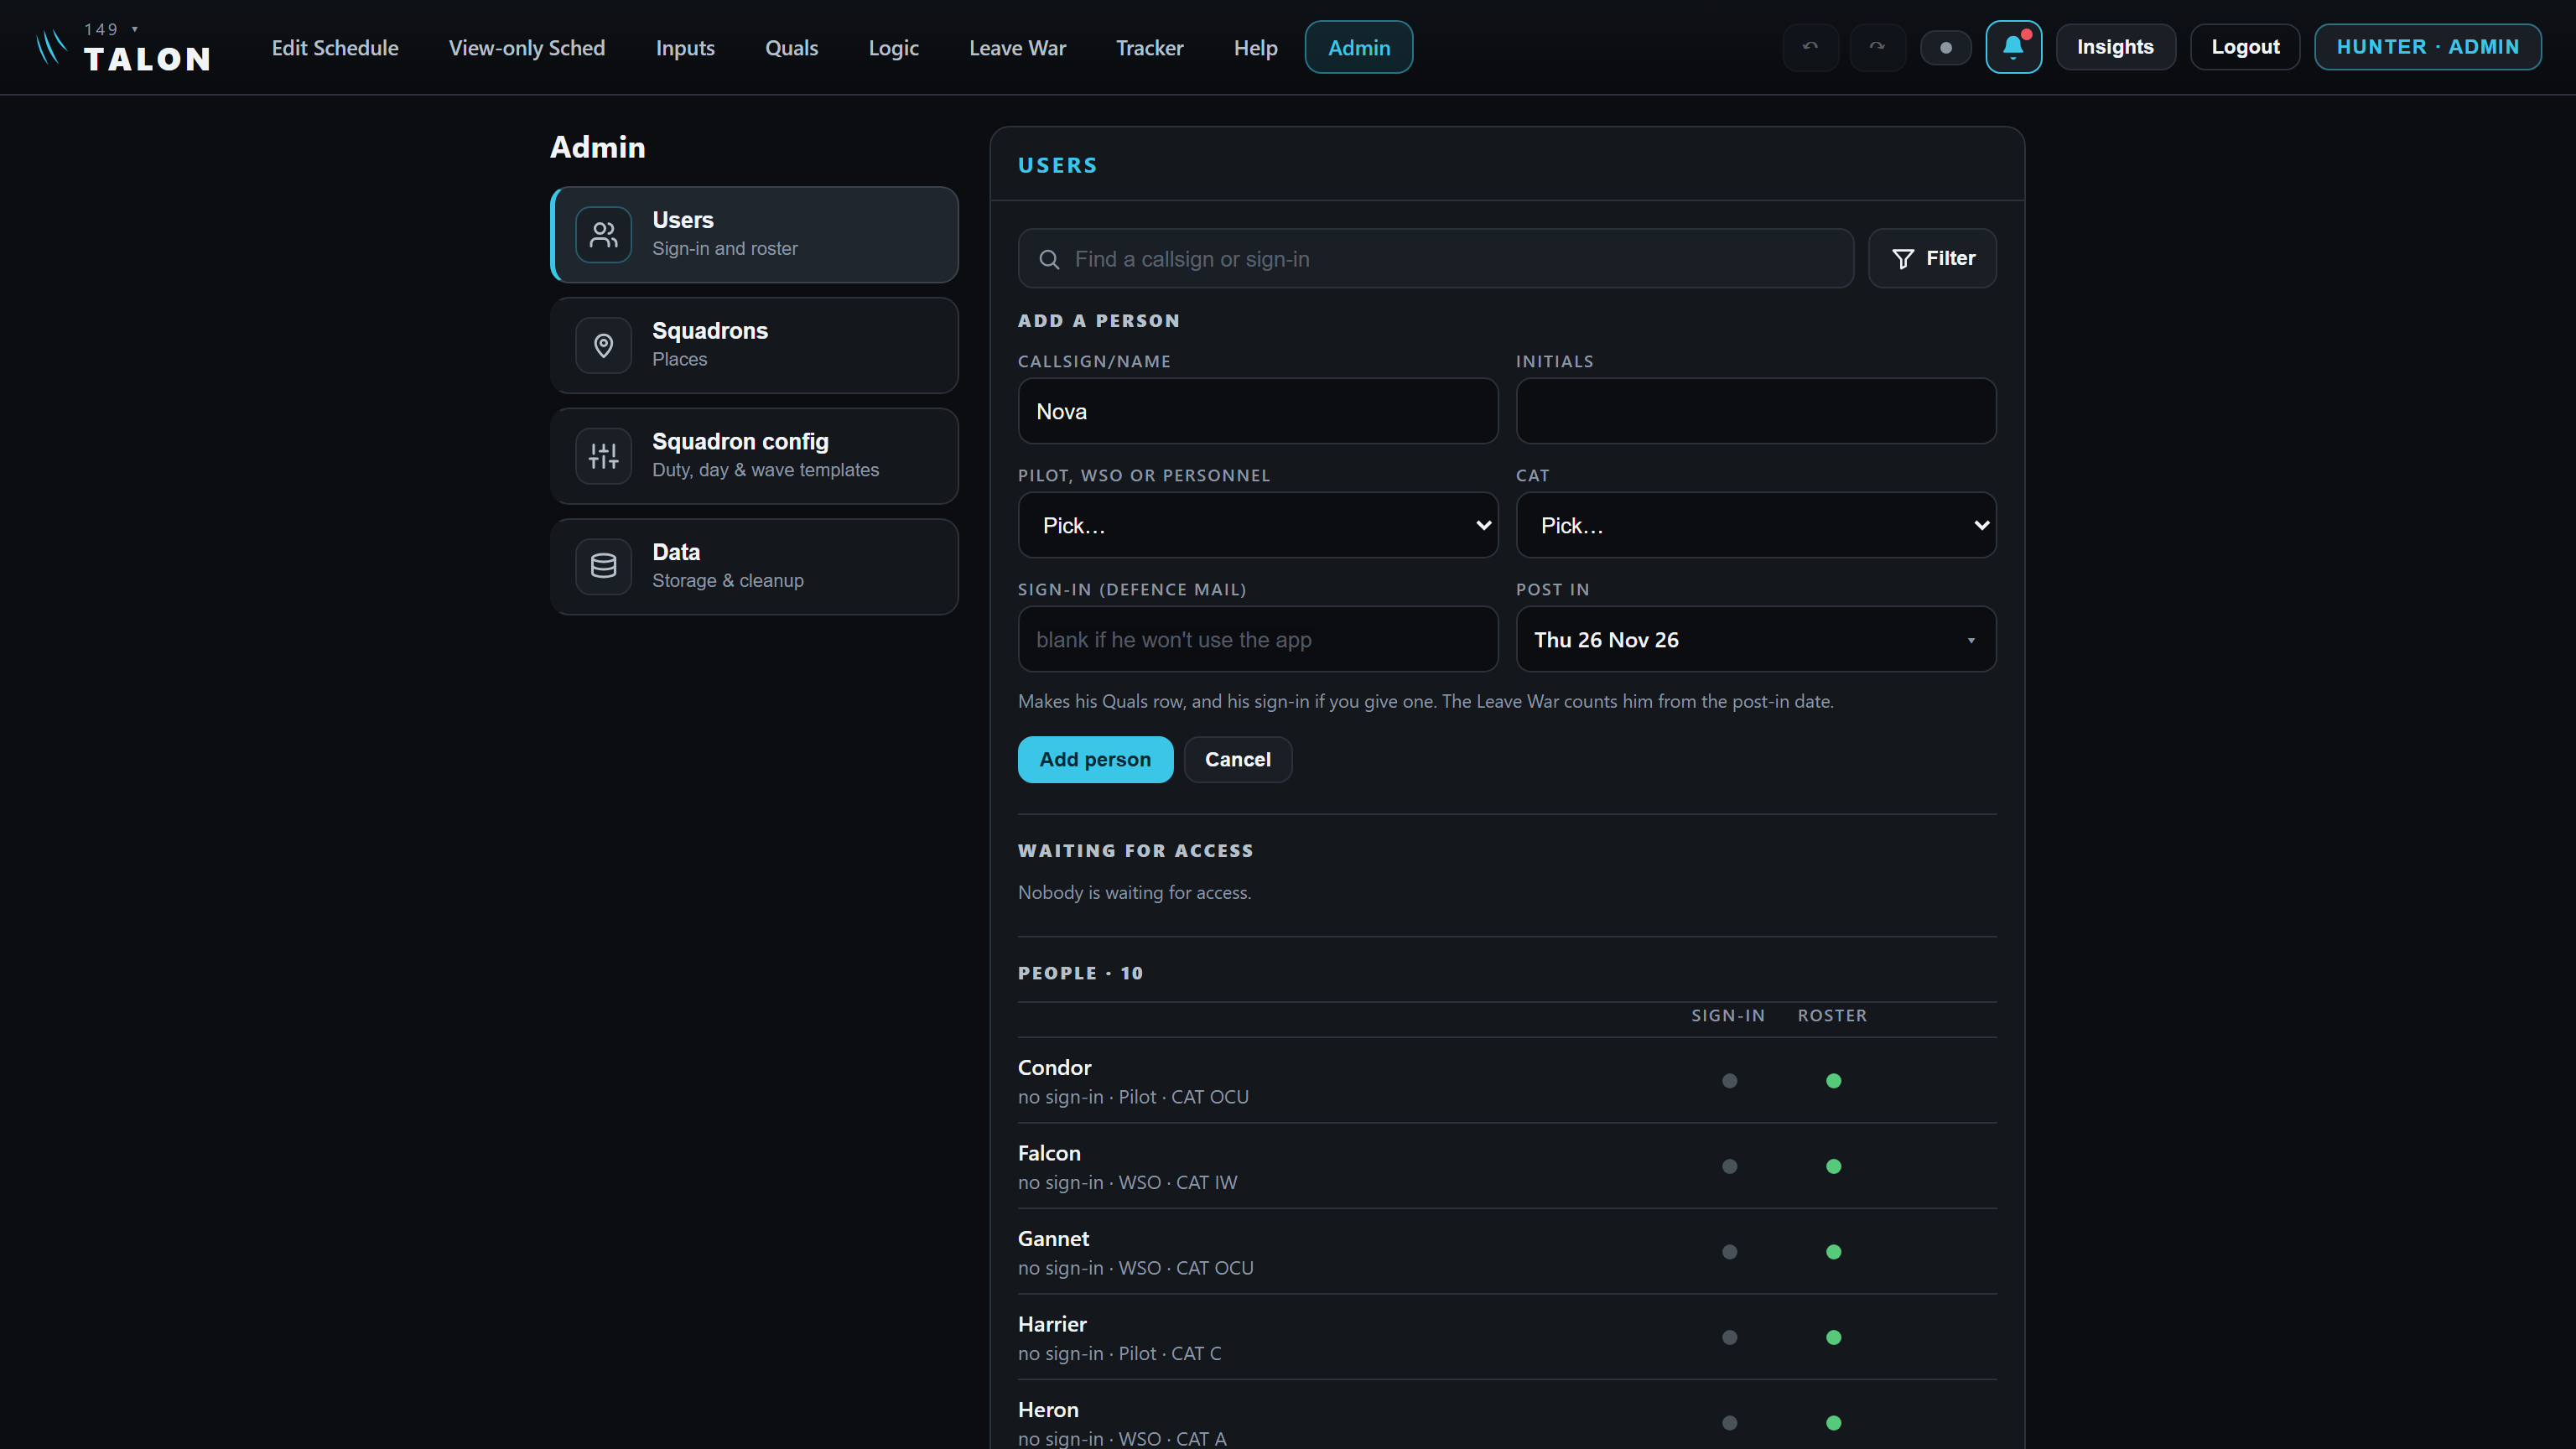 149 ▾
TALON
Edit Schedule
View-only Sched
Inputs
Quals
Logic
Leave War
Tracker
Help
Admin
Insights
Logout
HUNTER · ADMIN
Admin
Users
Sign-in and roster
Squadrons
Places
Squadron config
Duty, day & wave templates
Data
Storage & cleanup
USERS
Find a callsign or sign-in
Filter
ADD A PERSON
CALLSIGN/NAME
INITIALS
Nova
PILOT, WSO OR PERSONNEL
CAT
Pick…
Pick…
SIGN-IN (DEFENCE MAIL)
POST IN
blank if he won't use the app
Thu 26 Nov 26
Makes his Quals row, and his sign-in if you give one. The Leave War counts him from the post-in date.
Add person
Cancel
WAITING FOR ACCESS
Nobody is waiting for access.
PEOPLE · 10
SIGN-IN
ROSTER
Condor
no sign-in · Pilot · CAT OCU
Falcon
no sign-in · WSO · CAT IW
Gannet
no sign-in · WSO · CAT OCU
Harrier
no sign-in · Pilot · CAT C
Heron
no sign-in · WSO · CAT A